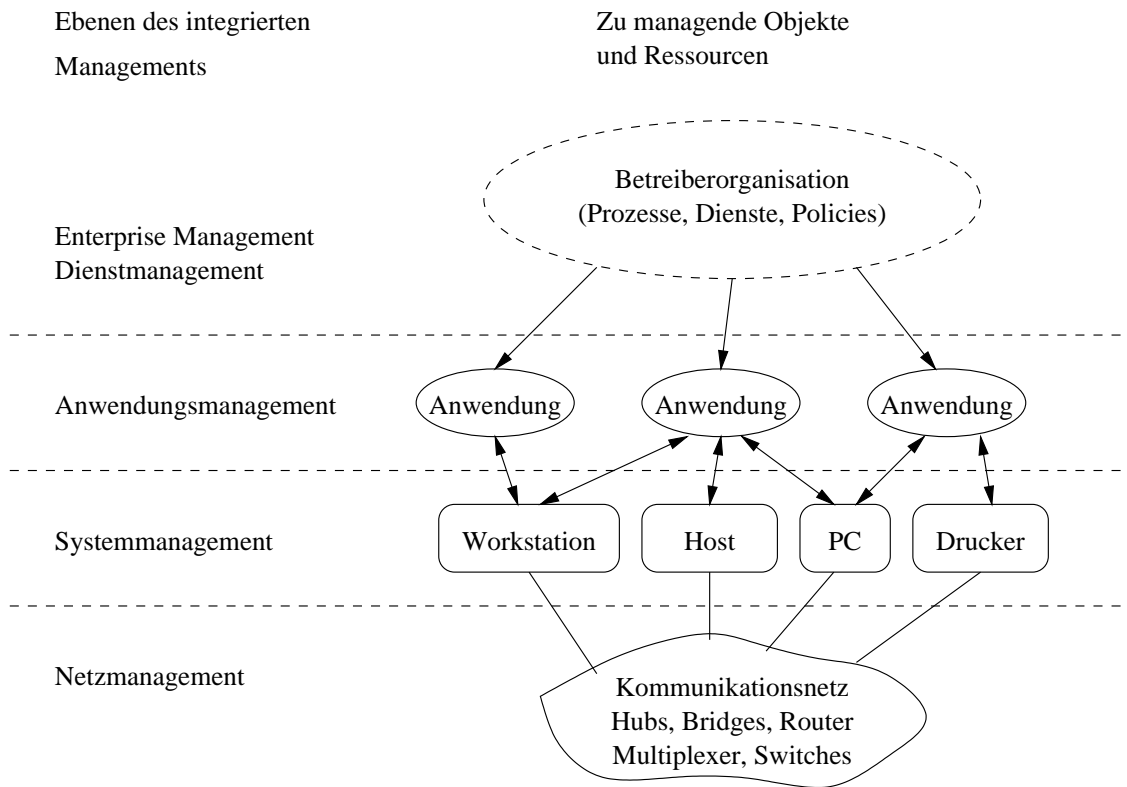 Ebenen des integrierten
Managements
Zu managende Objekte
und Ressourcen
Betreiberorganisation
(Prozesse, Dienste, Policies)
Enterprise Management
Dienstmanagement
Anwendungsmanagement
Anwendung
Anwendung
Anwendung
Systemmanagement
Workstation
Host
PC
Drucker
Netzmanagement
Kommunikationsnetz
Hubs, Bridges, Router
Multiplexer, Switches